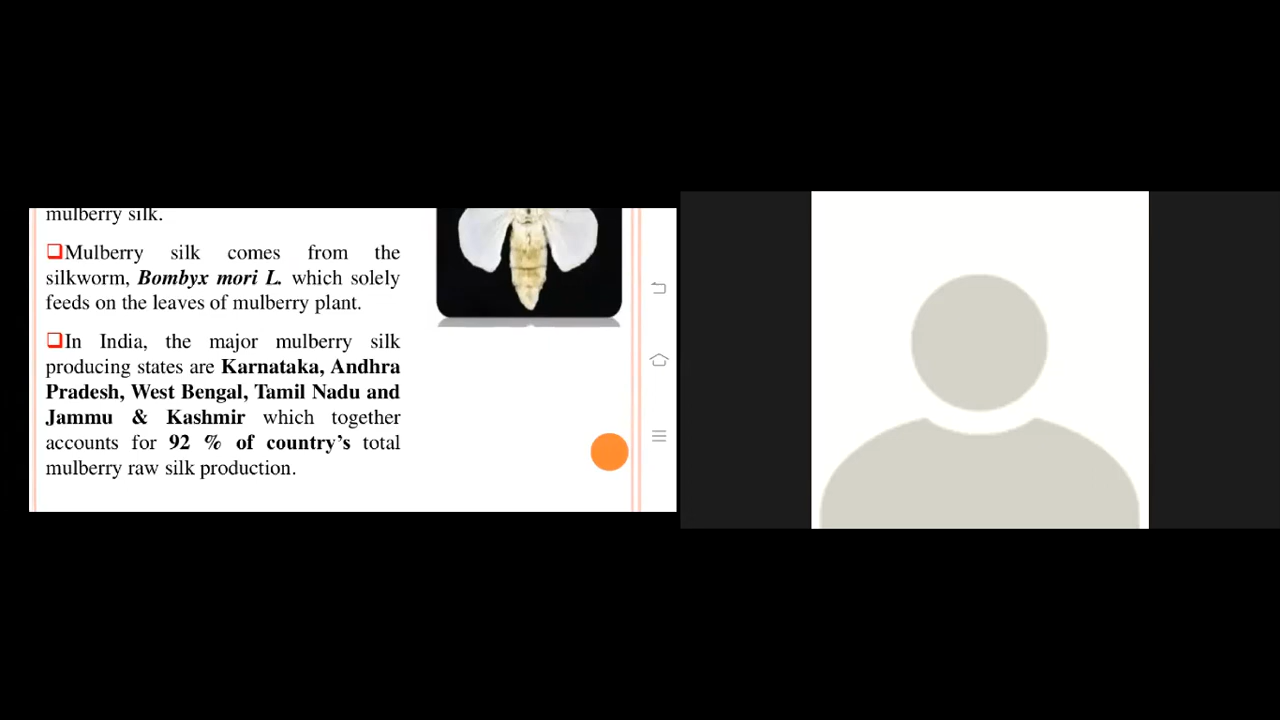 mulberry silk.
Mulberry silk comes from the
silkworm, Bombyx mori L. which solely
feeds on the leaves of mulberry plant.
In India, the major mulberry silk
producing states are Karnataka, Andhra
Pradesh, West Bengal, Tamil Nadu and
Jammu & Kashmir which together
accounts for 92 % of country's total
mulberry raw silk production.